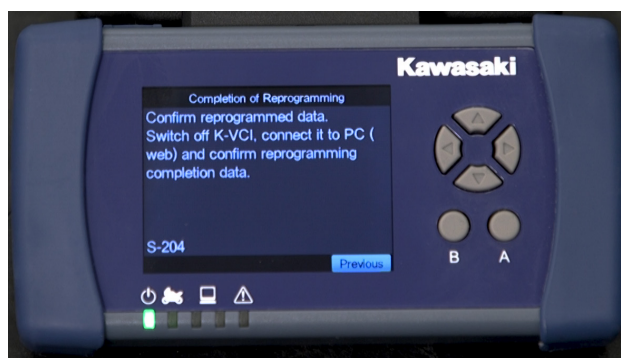 Kawasaki
Completion of Reprogramming
Confirm reprogrammed data.
Switch off K-VCI, connect it to PC (
web) and confirm reprogramming
completion data.
S-204
Previous
B A